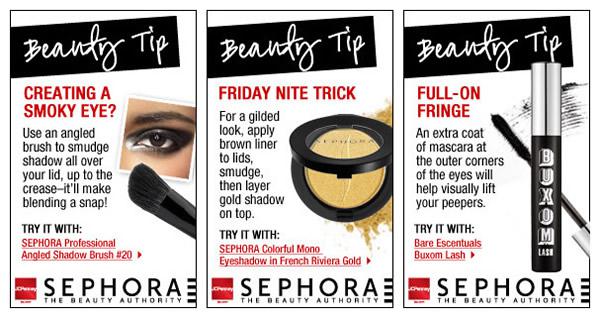 Beauty Tip
CREATING A
SMOKY EYE?
Use an angled
brush to smudge
shadow all over
your lid, up to the
crease–it'll make
blending a snap!
TRY IT WITH:
SEPHORA Professional
Angled Shadow Brush #20
JCPenney
SEPHORA
THE BEAUTY AUTHORITY
Beauty Tip
FRIDAY NITE TRICK
For a gilded
look, apply
brown liner
to lids,
smudge,
then layer
gold shadow
on top.
SEPHORA
TRY IT WITH:
SEPHORA Colorful Mono
Eyeshadow in French Riviera Gold
JCPenney
SEPHORA
THE BEAUTY AUTHORITY
Beauty Tip
FULL-ON
FRINGE
An extra coat
of mascara at
the outer corners
of the eyes will
help visually lift
your peepers.
TRY IT WITH:
Bare Escentuals
Buxom Lash
BUXOM
LASH
JCPenney
SEPHORA
THE BEAUTY AUTHORITY